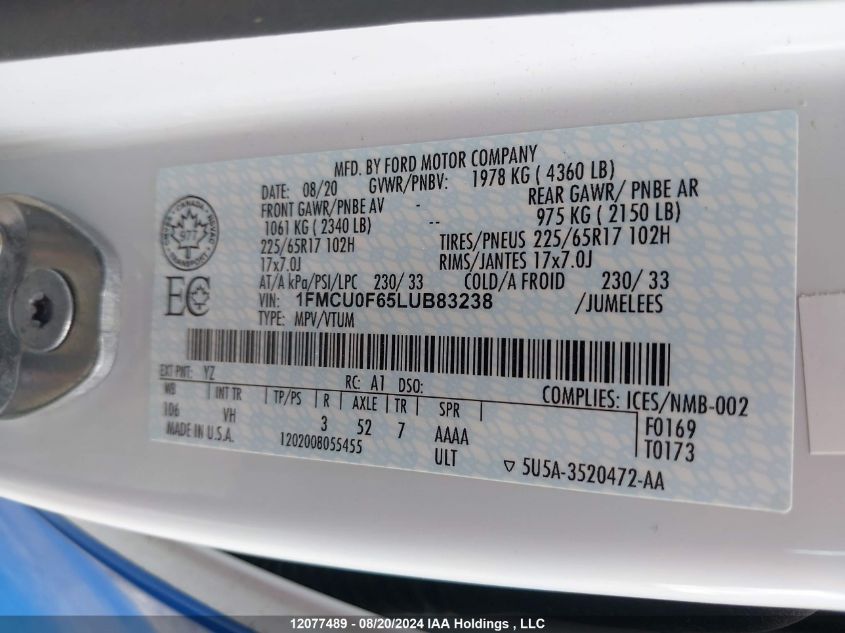 MFD. BY FORD MOTOR COMPANY
DATE: 08/20 GVWR/PNBV: 1978 KG ( 4360 LB)
FRONT GAWR/PNBE AV - REAR GAWR/ PNBE AR
1061 KG ( 2340 LB) -- 975 KG ( 2150 LB)
225/65R17 102H TIRES/PNEUS 225/65R17 102H
17x7.0J RIMS/JANTES 17x7.0J
AT/A kPa/PSI/LPC 230/ 33 COLD/A FROID 230/ 33
VIN: 1FMCU0F65LUB83238 /JUMELEES
TYPE: MPV/VTUM
CANADA
977
TRANSPORT
EC
EXT PNT: YZ RC: A1 DSO: COMPLIES: ICES/NMB-002
WB INT TR TP/PS R AXLE TR SPR F0169
106 VH 3 52 7 AAAA T0173
MADE IN U.S.A. 1202008055455 ULT ▽ 5U5A-3520472-AA
12077489 - 08/20/2024 IAA Holdings , LLC